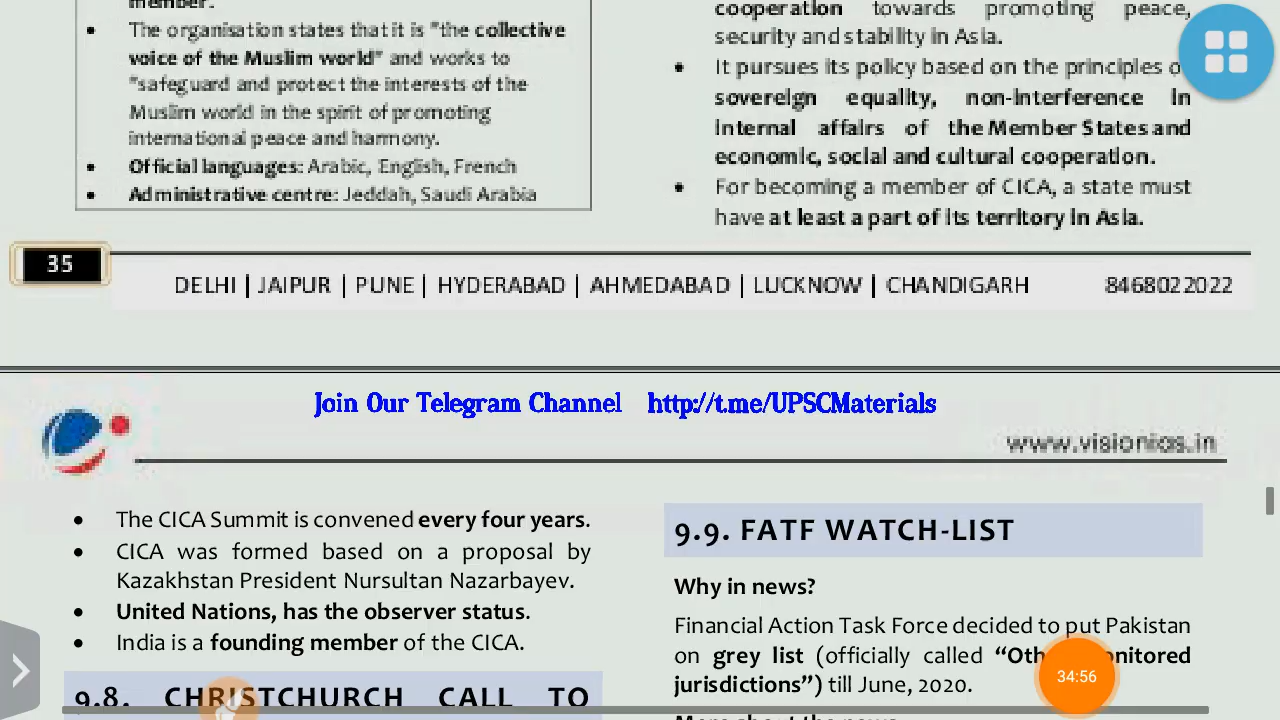 member.
The organisation states that it is "the collective
voice of the Muslim world" and works to
"safeguard and protect the interests of the
Muslim world in the spirit of promoting
international peace and harmony.
Official languages: Arabic, English, French
Administrative centre: Jeddah, Saudi Arabia
cooperation towards promoting peace,
security and stability in Asia.
It pursues its policy based on the principles
sovereign equality, non-interference in
internal affairs of the Member States and
economic, social and cultural cooperation.
For becoming a member of CICA, a state must
have at least a part of its territory in Asia.
35
DELHI | JAIPUR | PUNE | HYDERABAD | AHMEDABAD | LUCKNOW | CHANDIGARH 8468022022
Join Our Telegram Channel http://t.me/UPSCMaterials
www.visionias.in
The CICA Summit is convened every four years.
CICA was formed based on a proposal by
Kazakhstan President Nursultan Nazarbayev.
United Nations, has the observer status.
India is a founding member of the CICA.
9.8. CHRISTCHURCH CALL TO
9.9. FATF WATCH-LIST
Why in news?
Financial Action Task Force decided to put Pakistan
on grey list (officially called
jurisdictions”) till June, 2020.
More about the news
34:56